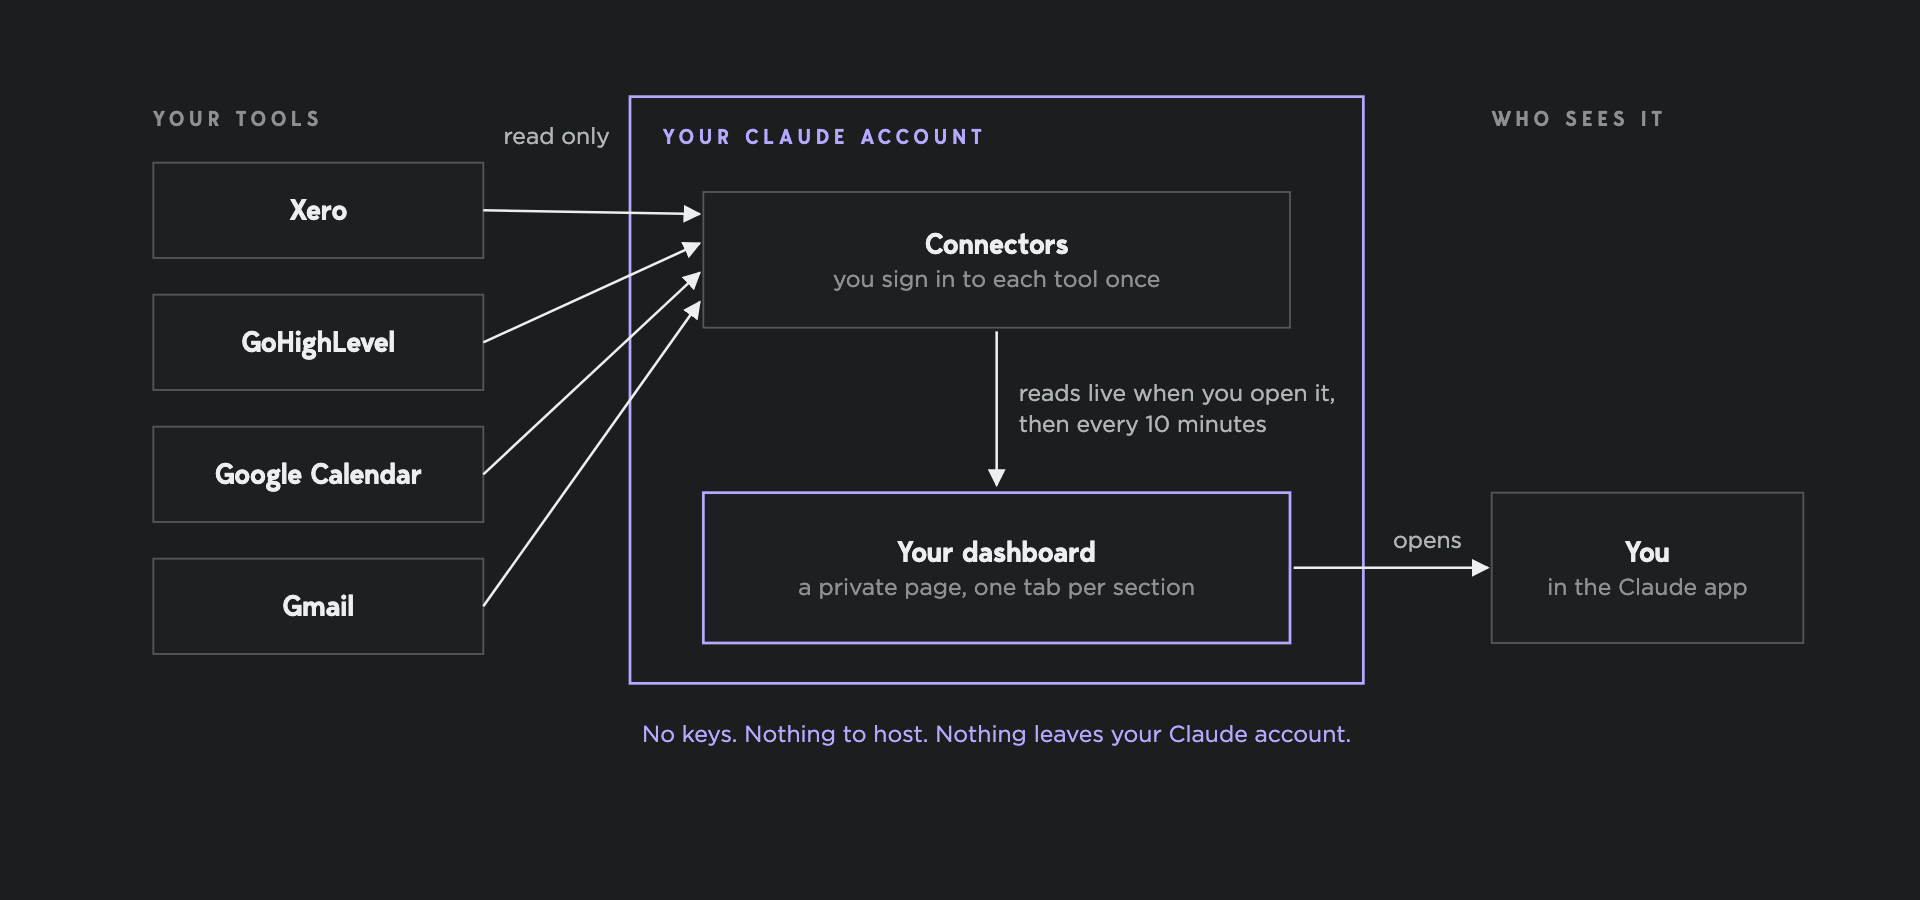 YOUR TOOLS
read only
Xero
GoHighLevel
Google Calendar
Gmail
YOUR CLAUDE ACCOUNT
Connectors
you sign in to each tool once
reads live when you open it,
then every 10 minutes
Your dashboard
a private page, one tab per section
WHO SEES IT
opens
You
in the Claude app
No keys. Nothing to host. Nothing leaves your Claude account.